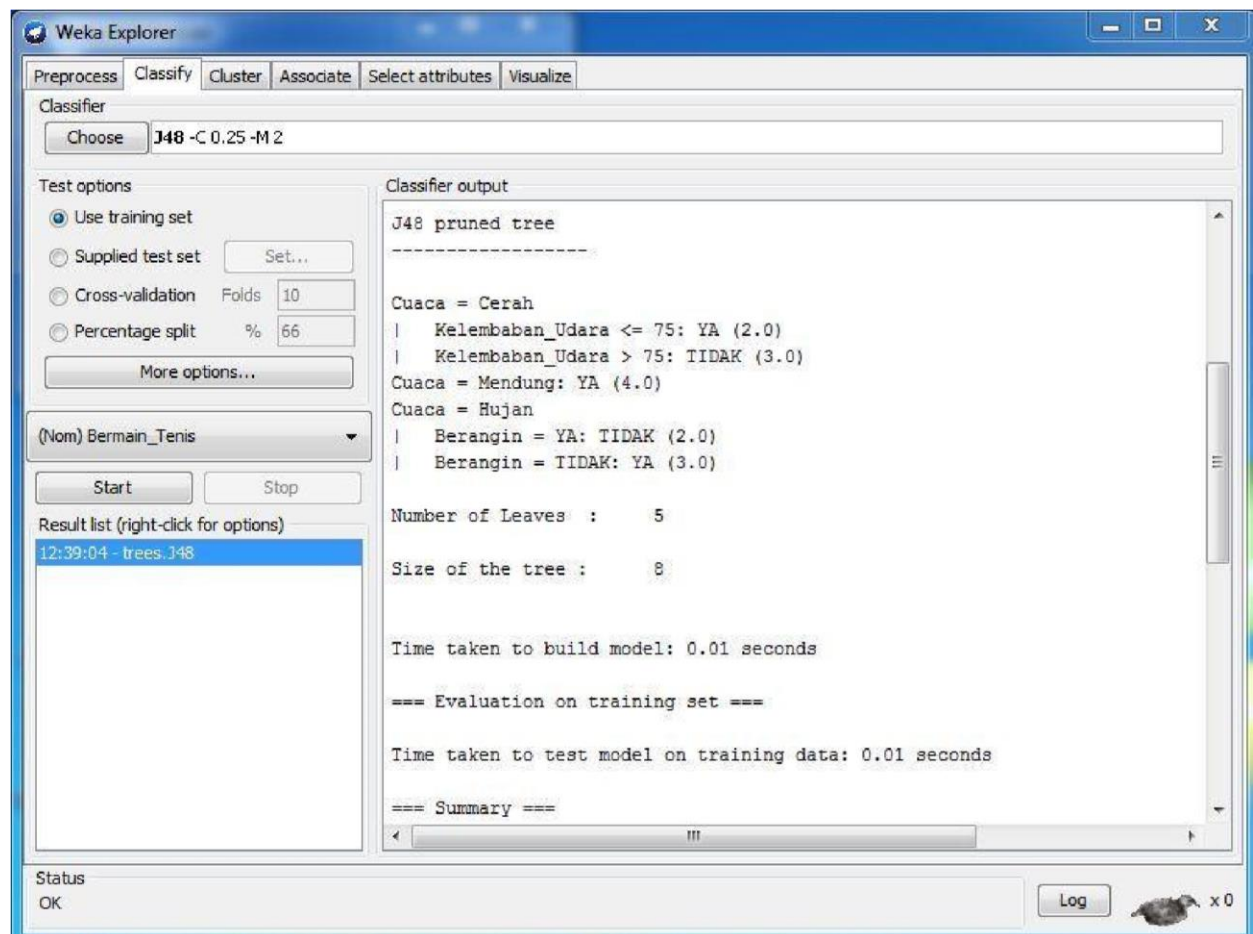 Weka Explorer
Preprocess Classify Cluster Associate Select attributes Visualize
Classifier
Choose J48 -C 0.25 -M 2
Test options
Use training set
Supplied test set Set...
Cross-validation Folds 10
Percentage split % 66
More options...
(Nom) Bermain_Tenis
Start Stop
Result list (right-click for options)
12:39:04 - trees.J48
Classifier output
J48 pruned tree
------------------
Cuaca = Cerah
|   Kelembaban_Udara <= 75: YA (2.0)
|   Kelembaban_Udara > 75: TIDAK (3.0)
Cuaca = Mendung: YA (4.0)
Cuaca = Hujan
|   Berangin = YA: TIDAK (2.0)
|   Berangin = TIDAK: YA (3.0)
Number of Leaves  :     5
Size of the tree :     8
Time taken to build model: 0.01 seconds
=== Evaluation on training set ===
Time taken to test model on training data: 0.01 seconds
=== Summary ===
Status
OK
Log x 0